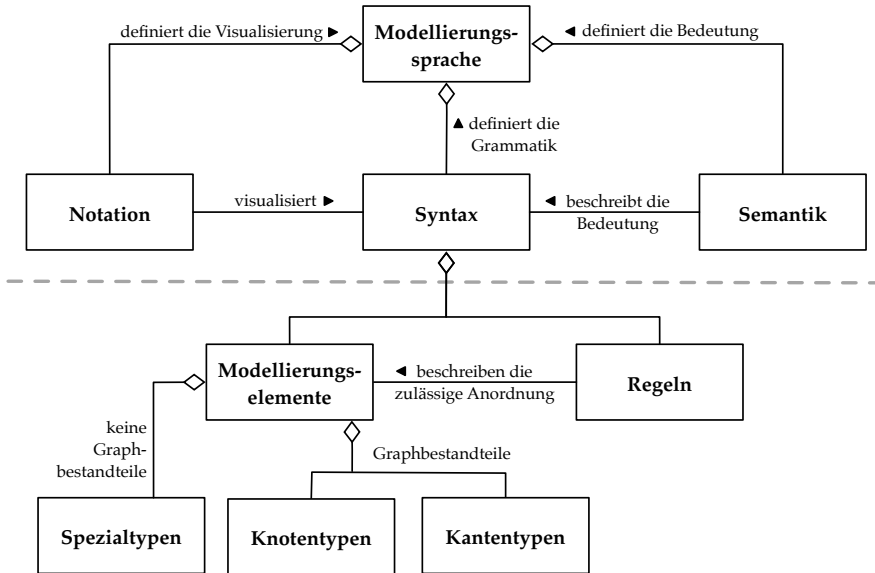 definiert die Visualisierung ►
Modellierungs-
sprache
◄ definiert die Bedeutung
▲ definiert die
Grammatik
Notation
visualisiert ►
Syntax
◄ beschreibt die
Bedeutung
Semantik
Modellierungs-
elemente
◄ beschreiben die
zulässige Anordnung
Regeln
keine
Graph-
bestandteile
Graphbestandteile
Spezialtypen
Knotentypen
Kantentypen